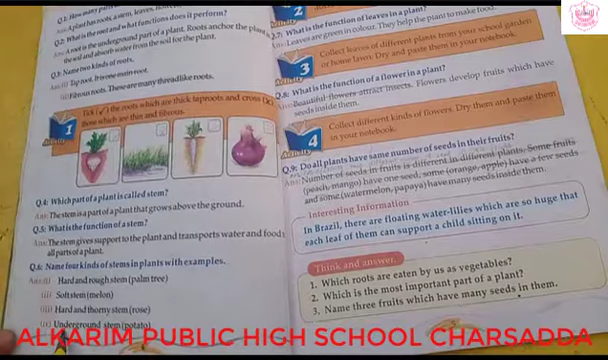 Q.1: How many parts
Ans: A plant has roots, a stem, leaves,
Q.2: What is the root and what functions does it perform?
Ans: A root is the underground part of a plant. Roots anchor the plant
the soil and absorb water from the soil for the plant.
Q.3: Name two kinds of roots.
Ans: (i) Tap root.
(ii) Fibrous roots. These are many threadlike roots.
1
Activity
Tick (✓) the roots which are thick taproots and cross (✕)
those which are thin and fibrous.
Q.4: Which part of a plant is called stem?
Ans: The stem is a part of a plant that grows above the ground.
Q.5: What is the function of a stem?
Ans: The stem gives support to the plant and transports water and food
all parts of a plant.
Q.6: Name four kinds of stems in plants with examples.
Ans: (i) Hard and rough stem (palm tree)
(ii) Soft stem (melon)
(iii) Hard and thorny stem (rose)
(iv) Underground stem (potato)
2
Activity
Q.7: What is the function of leaves in a plant?
Ans: Leaves are green in colour. They help the plant to make food.
3
Activity
Collect leaves of different plants from your school garden
or home lawn. Dry and paste them in your notebook.
Q.8: What is the function of a flower in a plant?
Ans: Beautiful flowers attract insects. Flowers develop fruits which have
seeds inside them.
4
Activity
Collect different kinds of flowers. Dry them and paste them
in your notebook.
Q.9: Do all plants have same number of seeds in their fruits?
Ans: Number of seeds in fruits is different in different plants. Some fruits
(peach, mango) have one seed, some (orange, apple) have a few seeds
and some (watermelon, papaya) have many seeds inside them.
Interesting Information
In Brazil, there are floating water-lilies which are so huge that
each leaf of them can support a child sitting on it.
Think and answer.
1. Which roots are eaten by us as vegetables?
2. Which is the most important part of a plant?
3. Name three fruits which have many seeds in them.
ALKARIM PUBLIC HIGH SCHOOL CHARSADDA